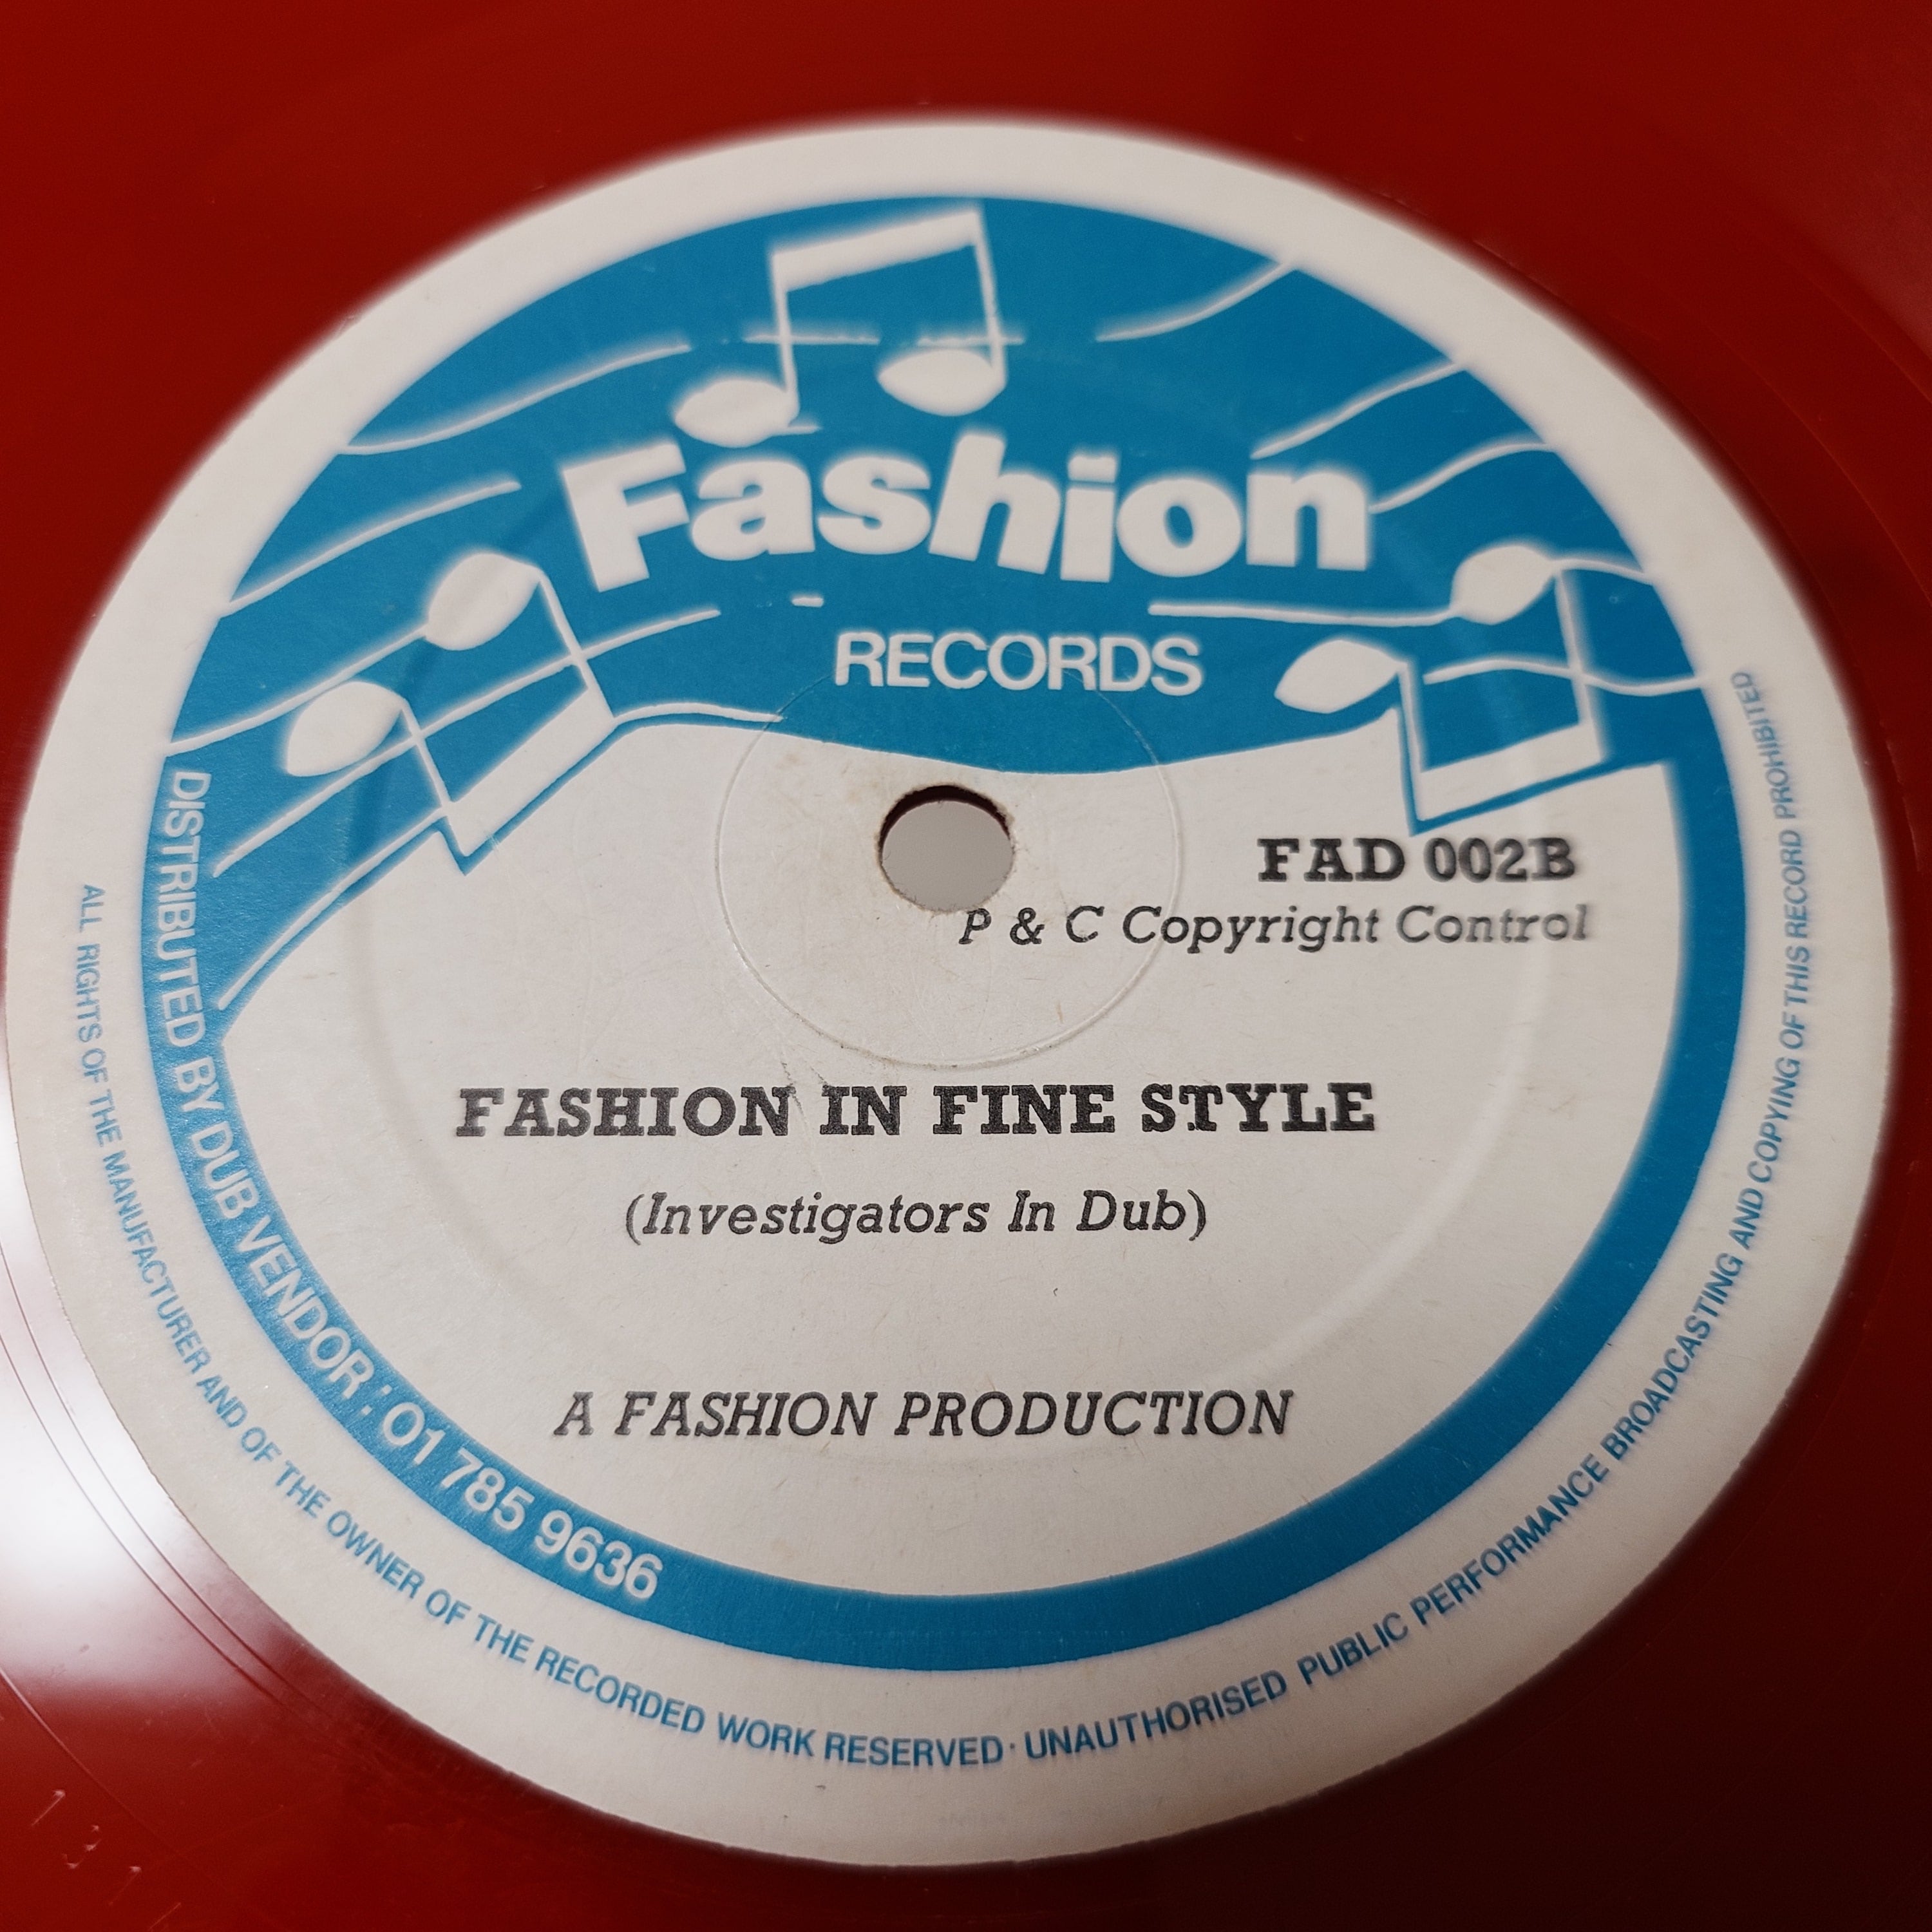 Fashion
RECORDS
FAD 002B
P & C Copyright Control
FASHION IN FINE STYLE
(Investigators In Dub)
A FASHION PRODUCTION
DISTRIBUTED BY DUB VENDOR : 01 785 9636
ALL RIGHTS OF THE MANUFACTURER AND OF THE OWNER OF THE RECORDED WORK RESERVED · UNAUTHORISED PUBLIC PERFORMANCE BROADCASTING AND COPYING OF THIS RECORD PROHIBITED